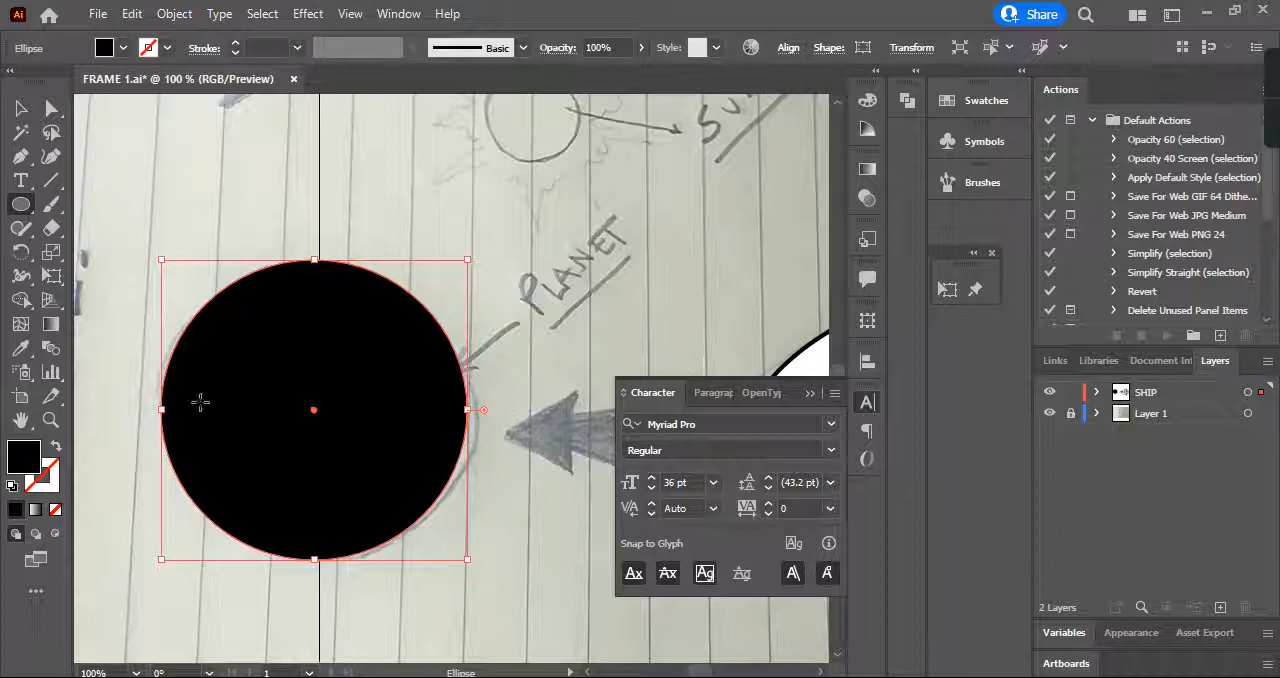 Ai File Edit Object Type Select Effect View Window Help Share
Ellipse Stroke: Basic Opacity: 100% Style: Align Shape: Transform
FRAME 1.ai* @ 100 % (RGB/Preview)
PLANET
Character Paragrap OpenTyp
Myriad Pro
Regular
36 pt (43.2 pt)
Auto 0
Snap to Glyph
Swatches
Symbols
Brushes
Actions
Default Actions
Opacity 60 (selection)
Opacity 40 Screen (selection)
Apply Default Style (selection)
Save For Web GIF 64 Dithe...
Save For Web JPG Medium
Save For Web PNG 24
Simplify (selection)
Simplify Straight (selection)
Revert
Delete Unused Panel Items
Links Libraries Document Inf Layers
SHIP
Layer 1
2 Layers
Variables Appearance Asset Export
Artboards
100% 0° 1 Ellipse